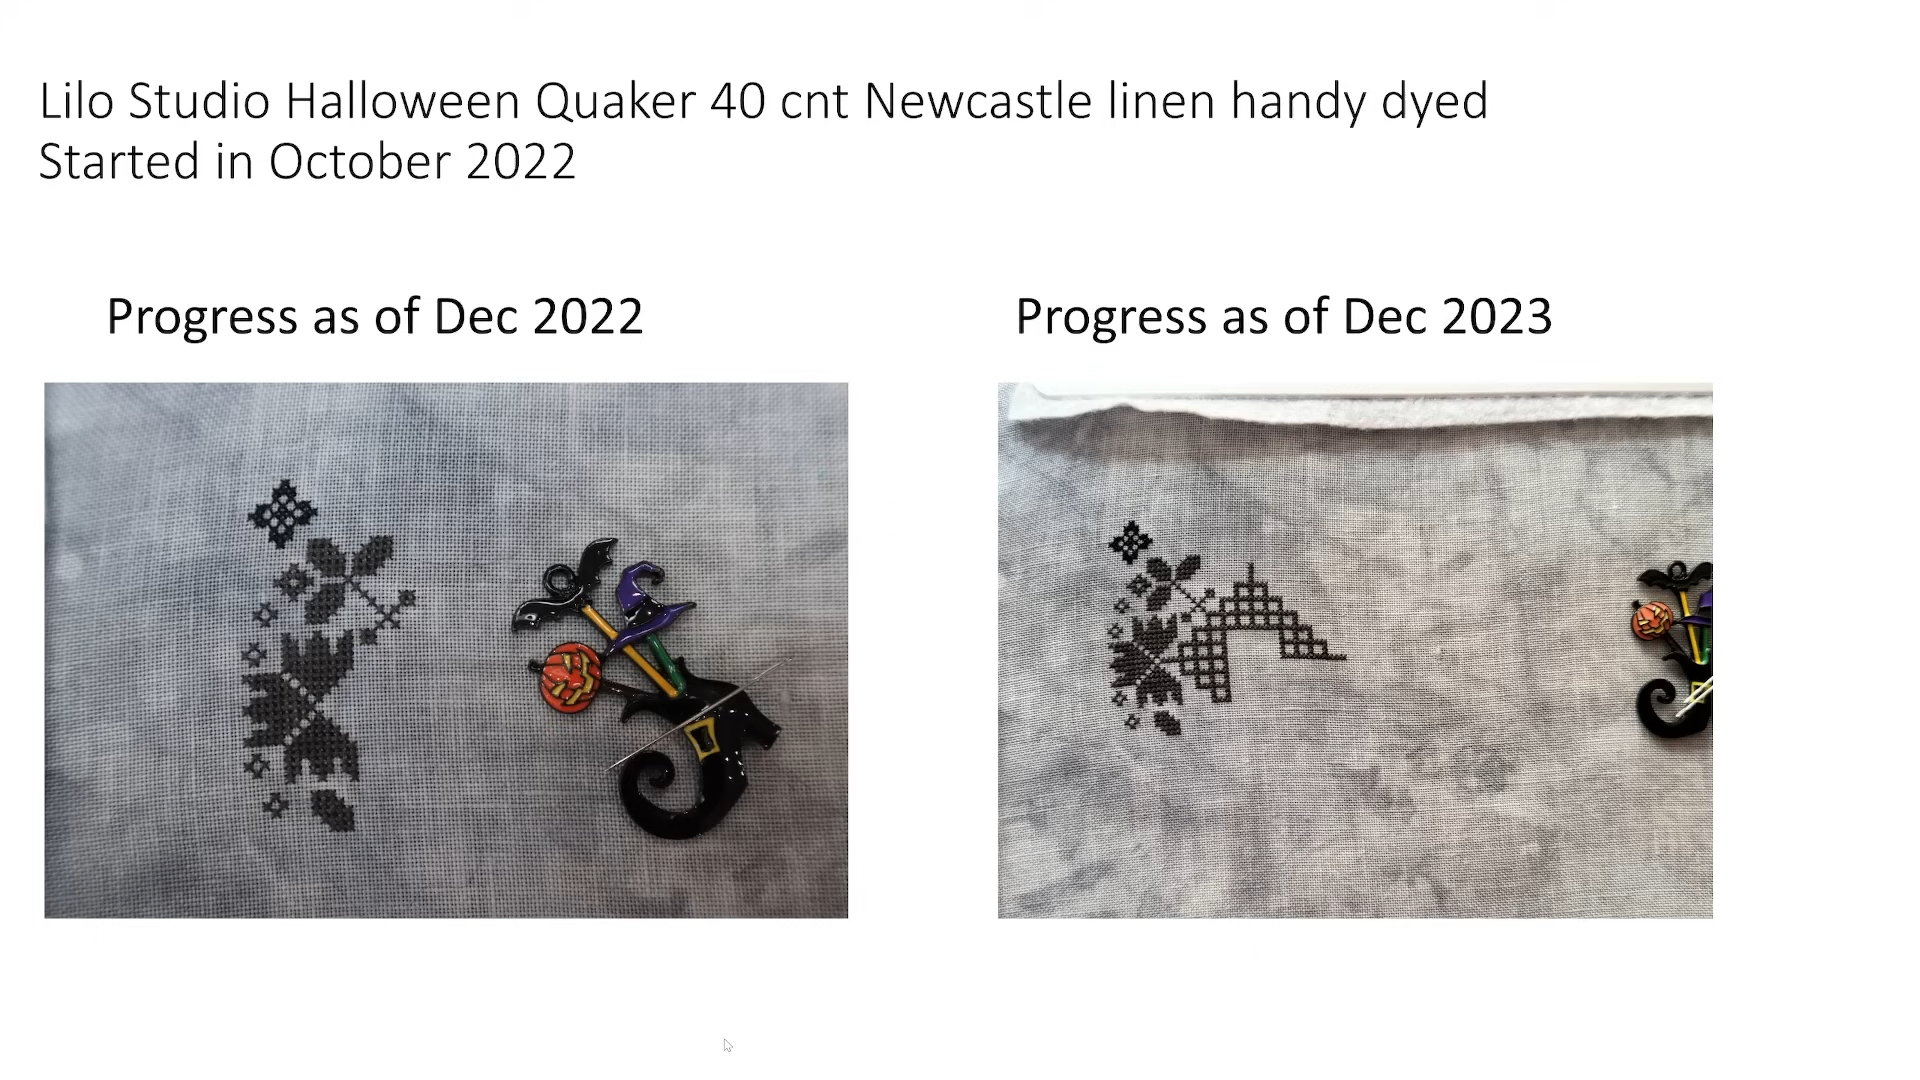 Lilo Studio Halloween Quaker 40 cnt Newcastle linen handy dyed
Started in October 2022
Progress as of Dec 2022
Progress as of Dec 2023